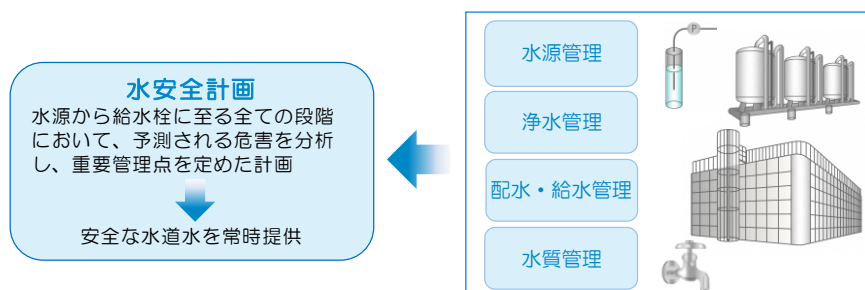 水安全計画
水源から給水栓に至る全ての段階
において、予測される危害を分析
し、重要管理点を定めた計画
安全な水道水を常時提供
水源管理
浄水管理
配水・給水管理
水質管理
P